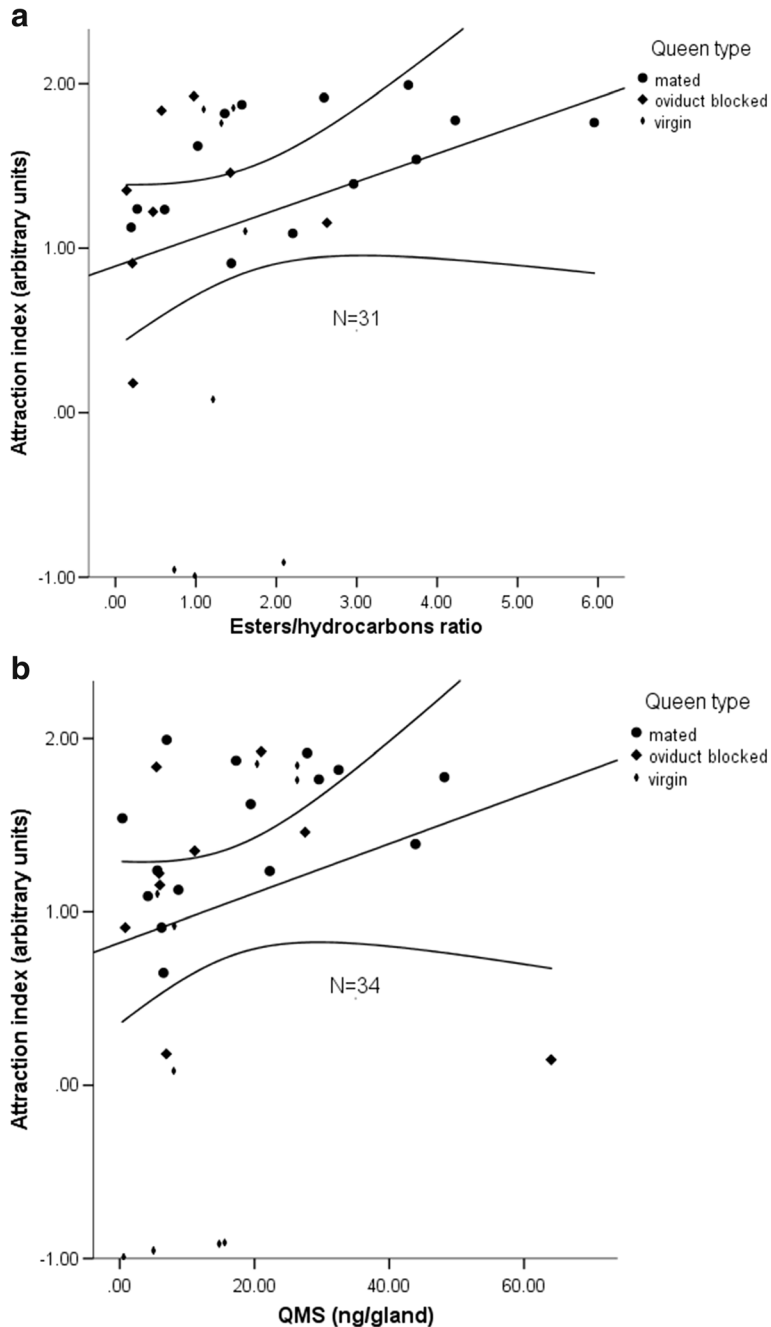 a
Queen type
mated
oviduct blocked
virgin
2.00
1.00
.00
-1.00
Attraction index (arbitrary units)
N=31
.00 1.00 2.00 3.00 4.00 5.00 6.00
Esters/hydrocarbons ratio
b
Queen type
mated
oviduct blocked
virgin
2.00
1.00
.00
-1.00
Attraction index (arbitrary units)
N=34
.00 20.00 40.00 60.00
QMS (ng/gland)